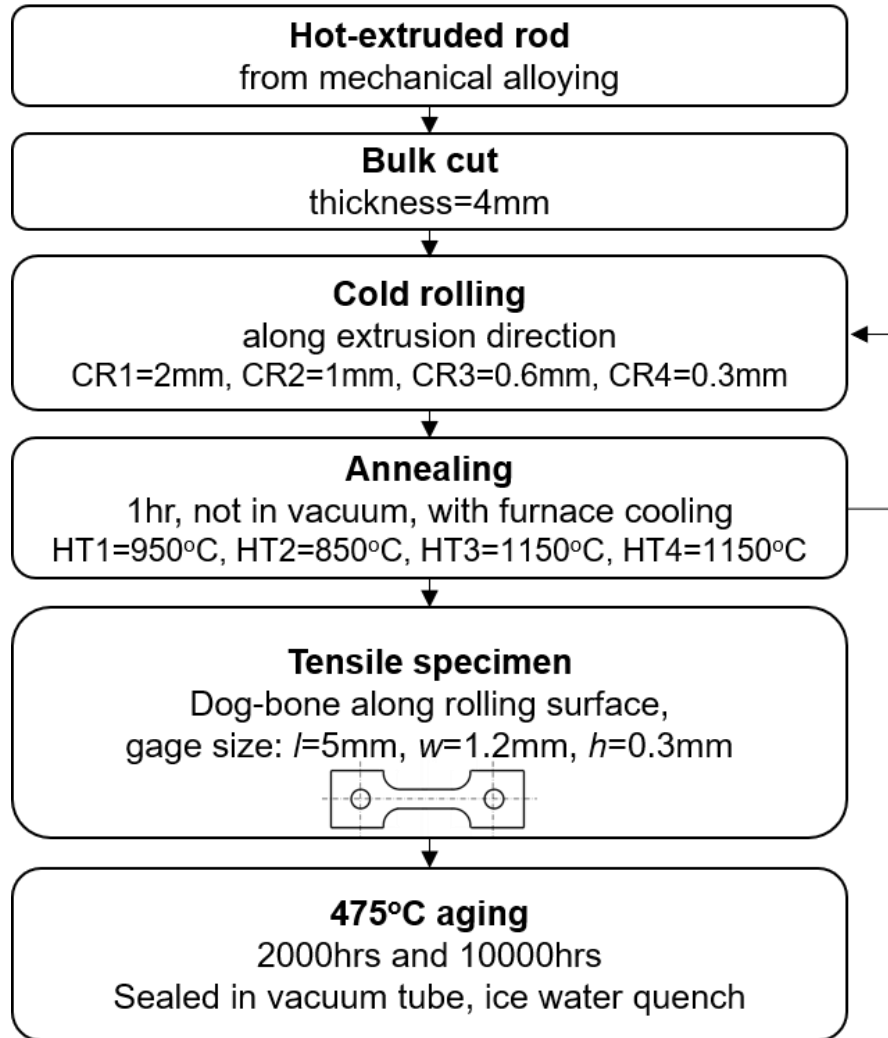 Hot-extruded rod
from mechanical alloying
Bulk cut
thickness=4mm
Cold rolling
along extrusion direction
CR1=2mm, CR2=1mm, CR3=0.6mm, CR4=0.3mm
Annealing
1hr, not in vacuum, with furnace cooling
HT1=950°C, HT2=850°C, HT3=1150°C, HT4=1150°C
Tensile specimen
Dog-bone along rolling surface,
gage size: l=5mm, w=1.2mm, h=0.3mm
475°C aging
2000hrs and 10000hrs
Sealed in vacuum tube, ice water quench